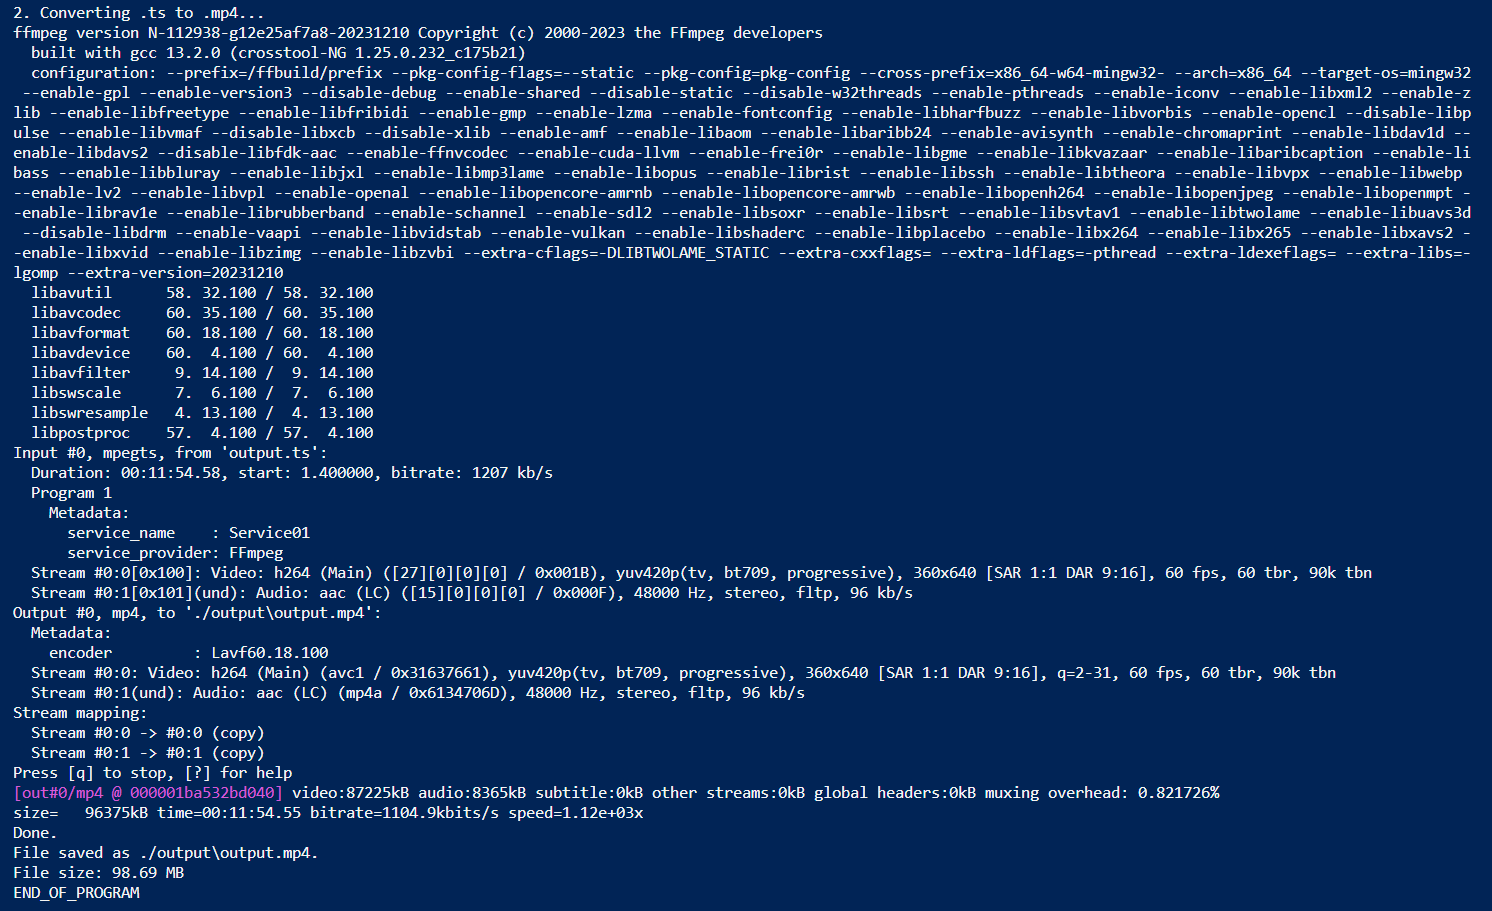 2. Converting .ts to .mp4...
ffmpeg version N-112938-g12e25af7a8-20231210 Copyright (c) 2000-2023 the FFmpeg developers
  built with gcc 13.2.0 (crosstool-NG 1.25.0.232_c175b21)
  configuration: --prefix=/ffbuild/prefix --pkg-config-flags=--static --pkg-config=pkg-config --cross-prefix=x86_64-w64-mingw32- --arch=x86_64 --target-os=mingw32
 --enable-gpl --enable-version3 --disable-debug --enable-shared --disable-static --disable-w32threads --enable-pthreads --enable-iconv --enable-libxml2 --enable-z
lib --enable-libfreetype --enable-libfribidi --enable-gmp --enable-lzma --enable-fontconfig --enable-libharfbuzz --enable-libvorbis --enable-opencl --disable-libp
ulse --enable-libvmaf --disable-libxcb --disable-xlib --enable-amf --enable-libaom --enable-libaribb24 --enable-avisynth --enable-chromaprint --enable-libdav1d --
enable-libdavs2 --disable-libfdk-aac --enable-ffnvcodec --enable-cuda-llvm --enable-frei0r --enable-libgme --enable-libkvazaar --enable-libaribcaption --enable-li
bass --enable-libbluray --enable-libjxl --enable-libmp3lame --enable-libopus --enable-librist --enable-libssh --enable-libtheora --enable-libvpx --enable-libwebp
--enable-lv2 --enable-libvpl --enable-openal --enable-libopencore-amrnb --enable-libopencore-amrwb --enable-libopenh264 --enable-libopenjpeg --enable-libopenmpt -
-enable-librav1e --enable-librubberband --enable-schannel --enable-sdl2 --enable-libsoxr --enable-libsrt --enable-libsvtav1 --enable-libtwolame --enable-libuavs3d
 --disable-libdrm --enable-vaapi --enable-libvidstab --enable-vulkan --enable-libshaderc --enable-libplacebo --enable-libx264 --enable-libx265 --enable-libxavs2 -
-enable-libxvid --enable-libzimg --enable-libzvbi --extra-cflags=-DLIBTWOLAME_STATIC --extra-cxxflags= --extra-ldflags=-pthread --extra-ldexeflags= --extra-libs=-
lgomp --extra-version=20231210
  libavutil      58. 32.100 / 58. 32.100
  libavcodec     60. 35.100 / 60. 35.100
  libavformat    60. 18.100 / 60. 18.100
  libavdevice    60.  4.100 / 60.  4.100
  libavfilter     9. 14.100 /  9. 14.100
  libswscale      7.  6.100 /  7.  6.100
  libswresample   4. 13.100 /  4. 13.100
  libpostproc    57.  4.100 / 57.  4.100
Input #0, mpegts, from 'output.ts':
  Duration: 00:11:54.58, start: 1.400000, bitrate: 1207 kb/s
  Program 1
    Metadata:
      service_name    : Service01
      service_provider: FFmpeg
  Stream #0:0[0x100]: Video: h264 (Main) ([27][0][0][0] / 0x001B), yuv420p(tv, bt709, progressive), 360x640 [SAR 1:1 DAR 9:16], 60 fps, 60 tbr, 90k tbn
  Stream #0:1[0x101](und): Audio: aac (LC) ([15][0][0][0] / 0x000F), 48000 Hz, stereo, fltp, 96 kb/s
Output #0, mp4, to './output\output.mp4':
  Metadata:
    encoder         : Lavf60.18.100
  Stream #0:0: Video: h264 (Main) (avc1 / 0x31637661), yuv420p(tv, bt709, progressive), 360x640 [SAR 1:1 DAR 9:16], q=2-31, 60 fps, 60 tbr, 90k tbn
  Stream #0:1(und): Audio: aac (LC) (mp4a / 0x6134706D), 48000 Hz, stereo, fltp, 96 kb/s
Stream mapping:
  Stream #0:0 -> #0:0 (copy)
  Stream #0:1 -> #0:1 (copy)
Press [q] to stop, [?] for help
[out#0/mp4 @ 000001ba532bd040] video:87225kB audio:8365kB subtitle:0kB other streams:0kB global headers:0kB muxing overhead: 0.821726%
size=   96375kB time=00:11:54.55 bitrate=1104.9kbits/s speed=1.12e+03x
Done.
File saved as ./output\output.mp4.
File size: 98.69 MB
END_OF_PROGRAM